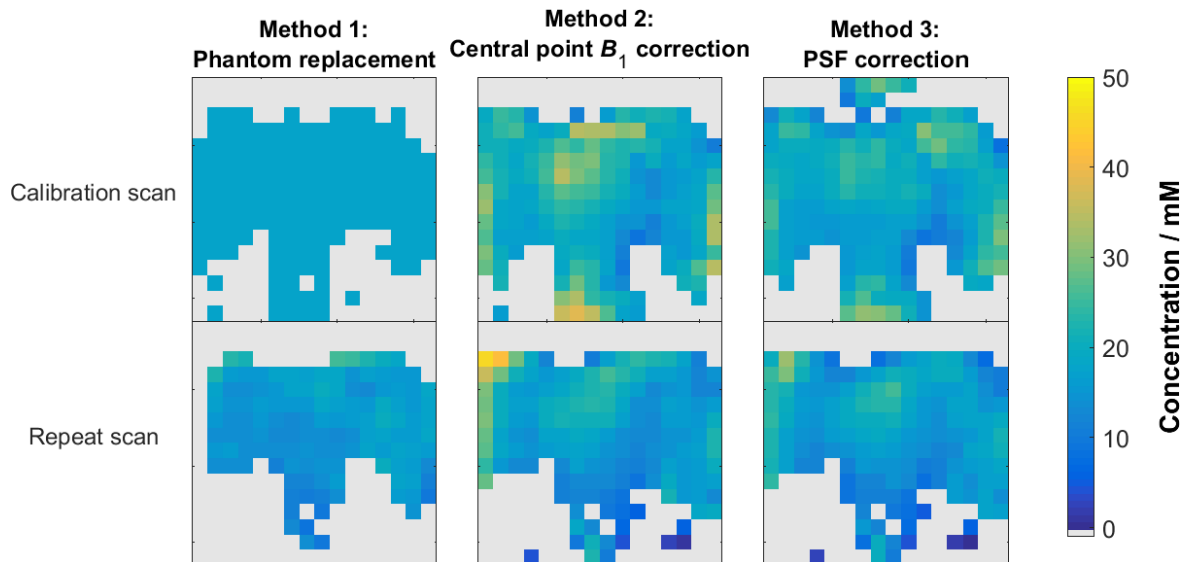 Method 1:
Phantom replacement
Method 2:
Central point B₁ correction
Method 3:
PSF correction
Calibration scan
Repeat scan
50
40
30
20
10
0
Concentration / mM